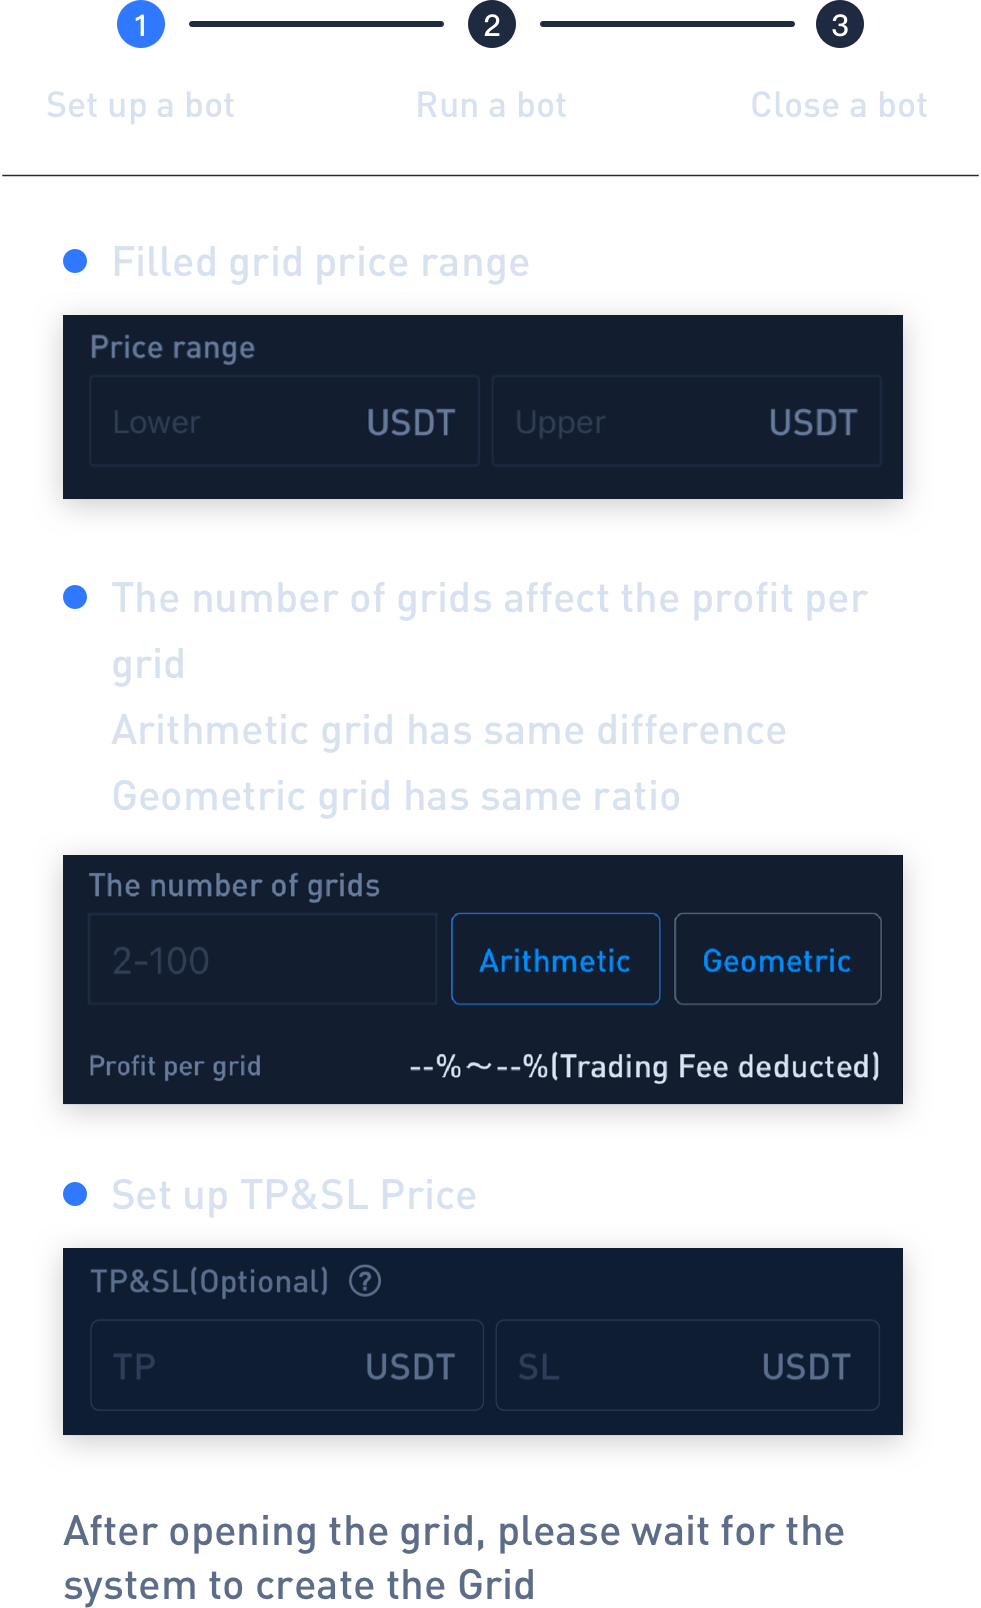 1 2 3
Set up a bot Run a bot Close a bot
Filled grid price range
Price range
Lower USDT Upper USDT
The number of grids affect the profit per
grid
Arithmetic grid has same difference
Geometric grid has same ratio
The number of grids
2-100 Arithmetic Geometric
Profit per grid --%～--%(Trading Fee deducted)
Set up TP&SL Price
TP&SL(Optional) ?
TP USDT SL USDT
After opening the grid, please wait for the
system to create the Grid